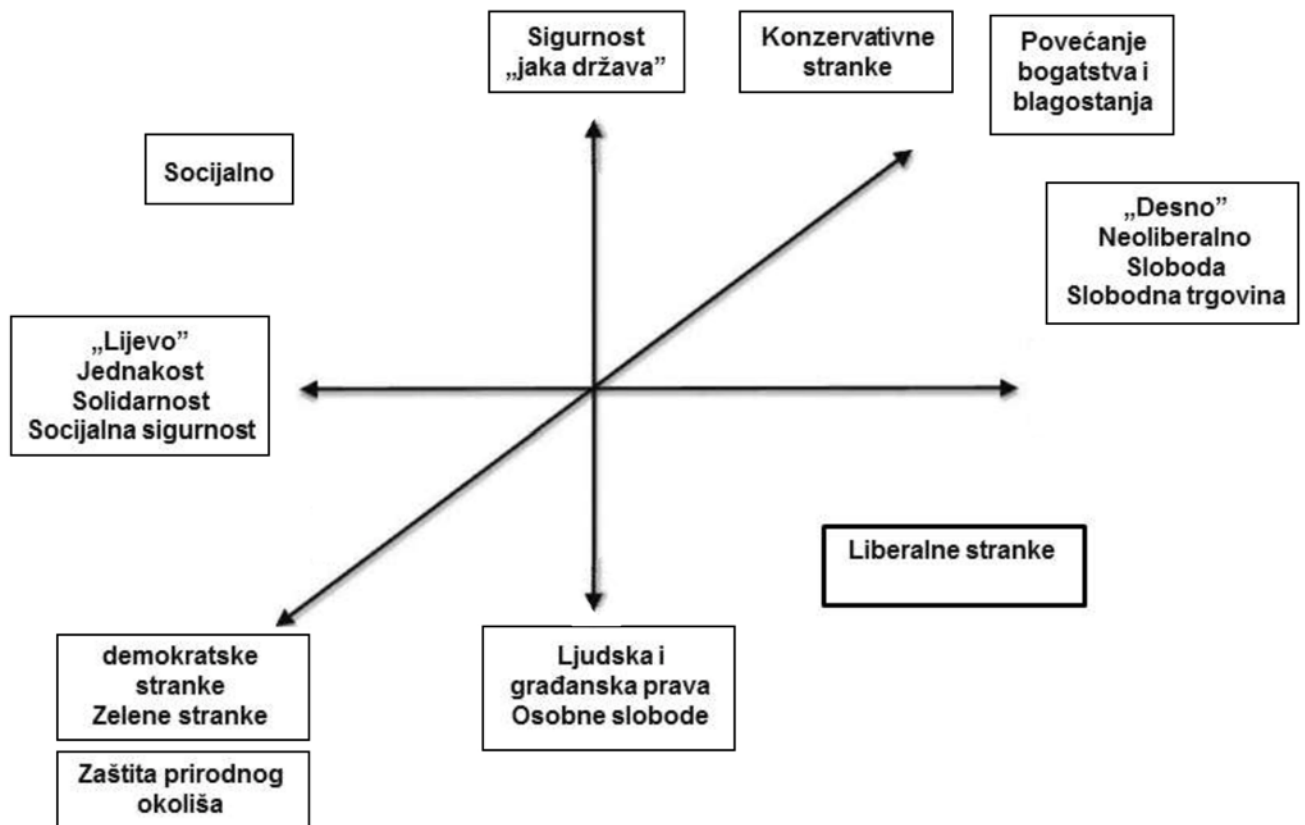 Sigurnost
„jaka država”
Konzervativne
stranke
Povećanje
bogatstva i
blagostanja
Socijalno
„Desno”
Neoliberalno
Sloboda
Slobodna trgovina
„Lijevo”
Jednakost
Solidarnost
Socijalna sigurnost
Liberalne stranke
demokratske
stranke
Zelene stranke
Ljudska i
građanska prava
Osobne slobode
Zaštita prirodnog
okoliša